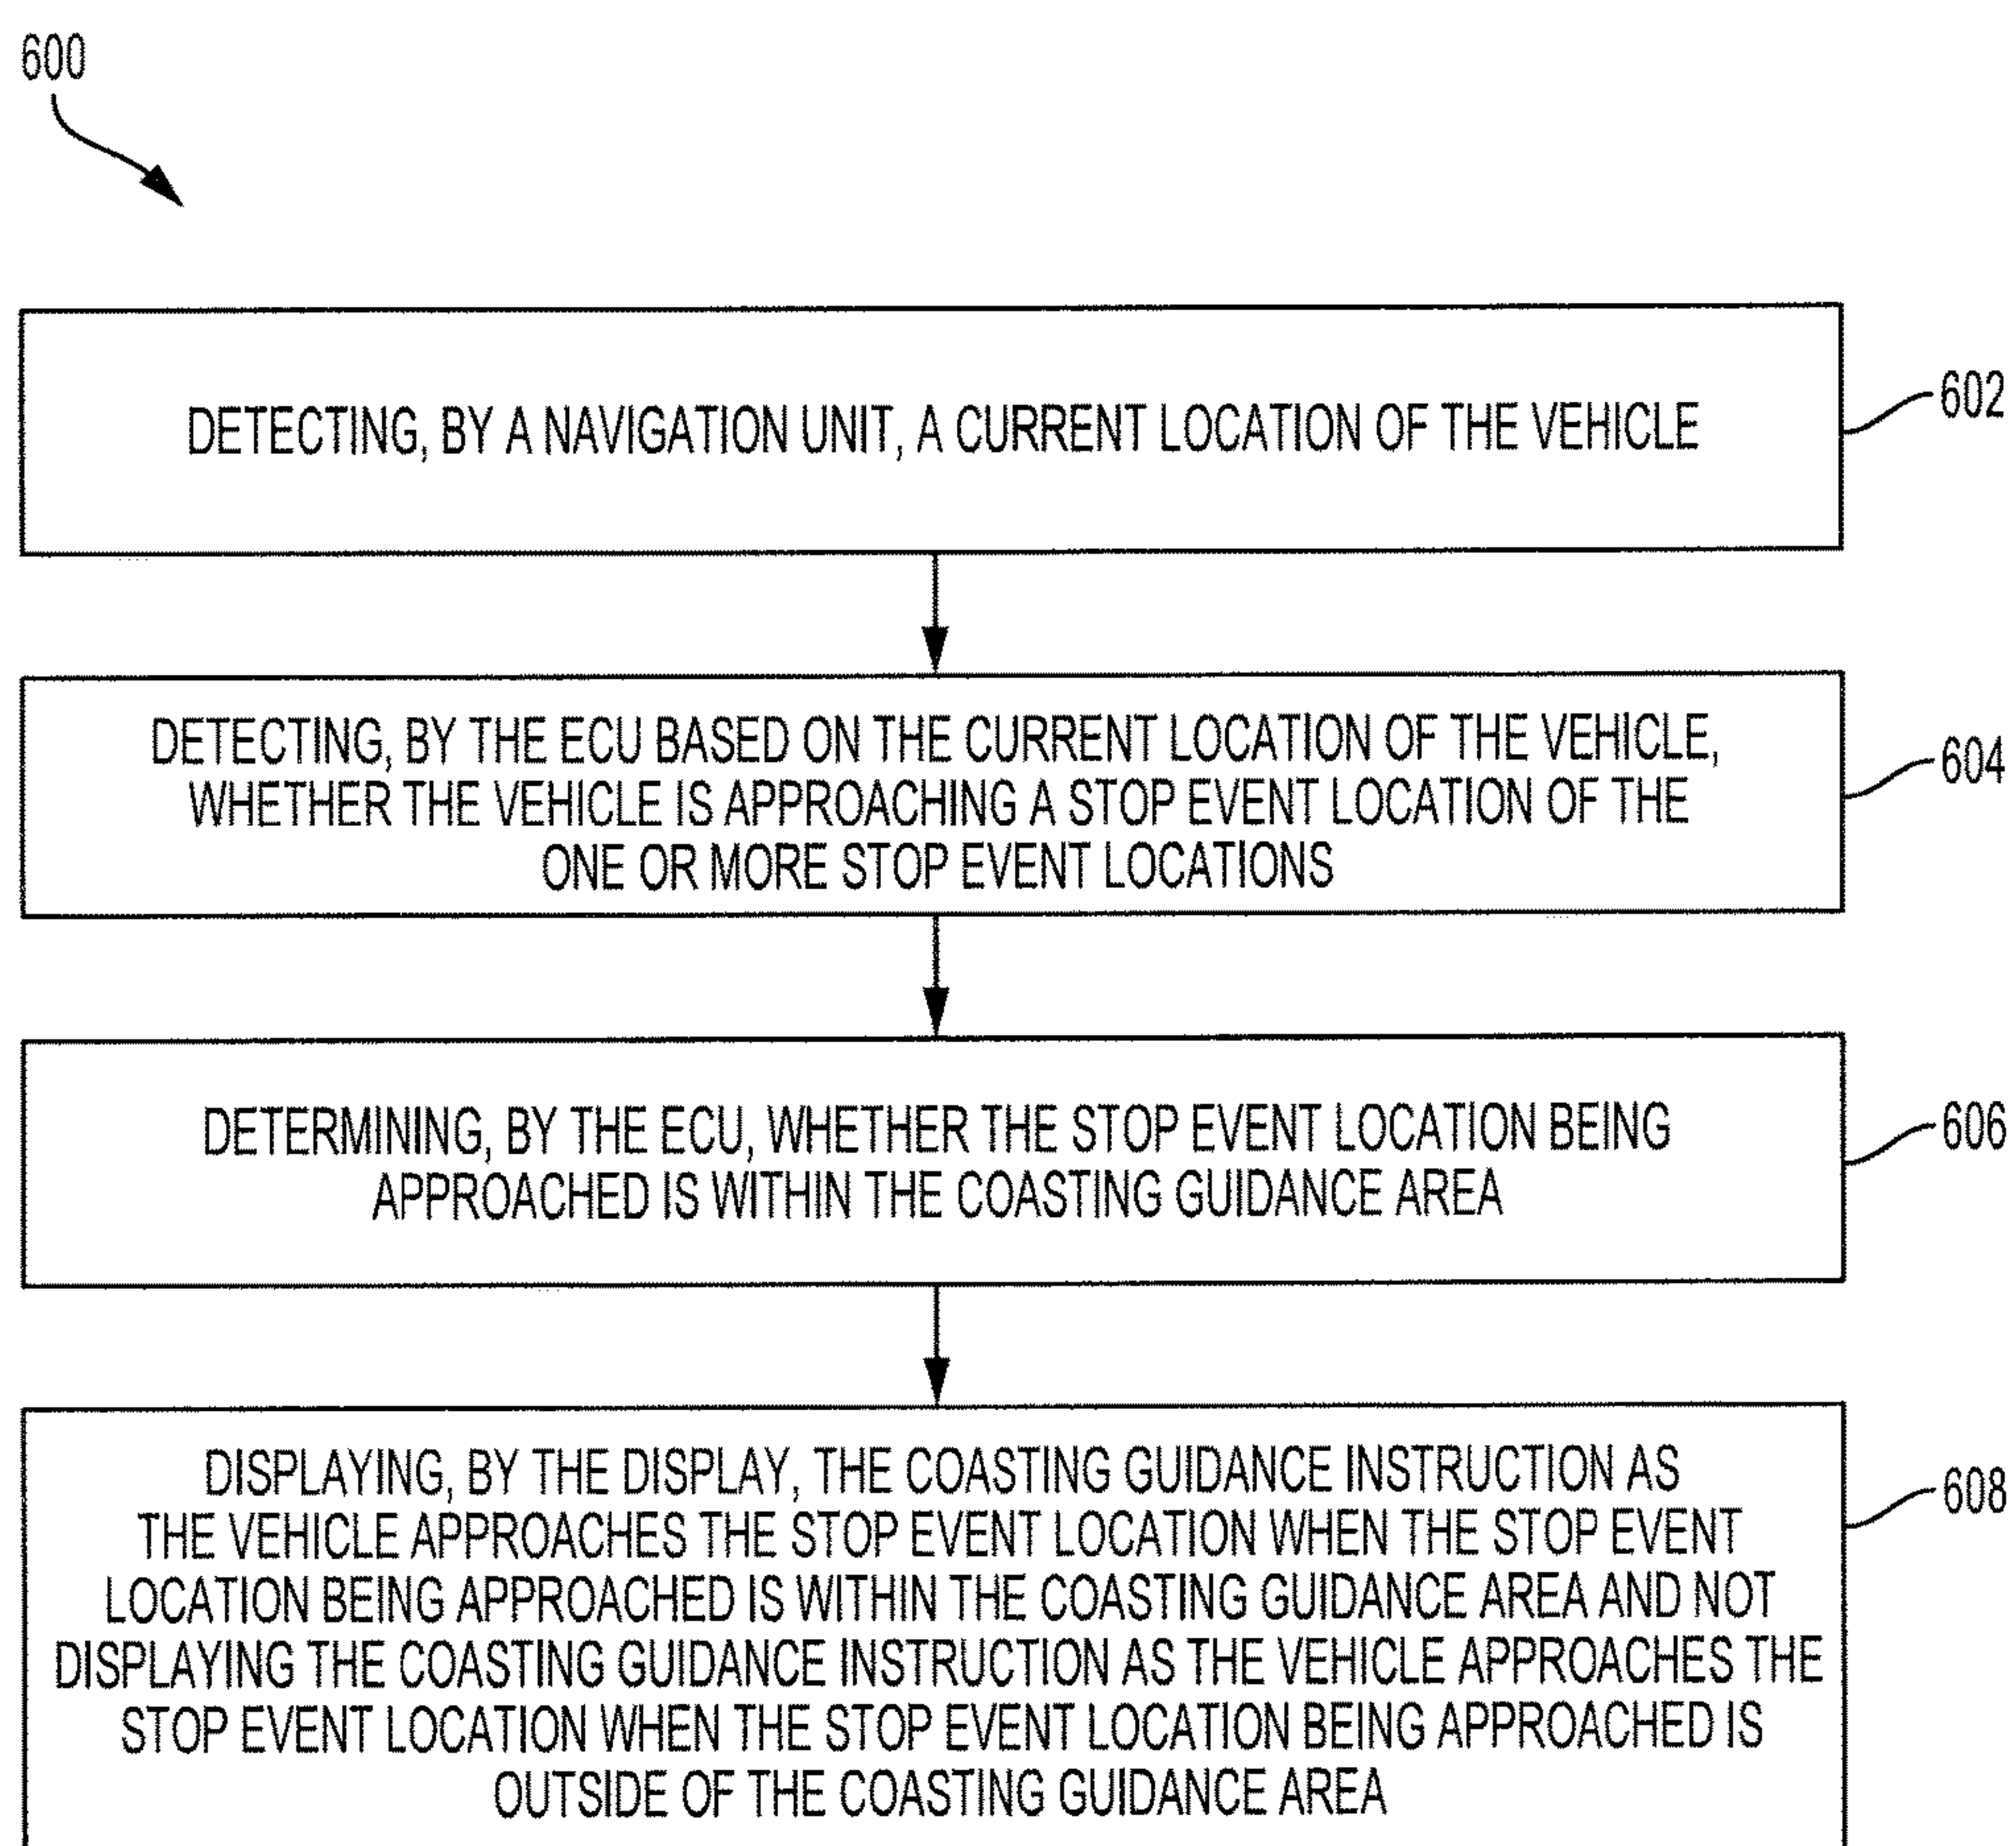 600
DETECTING, BY A NAVIGATION UNIT, A CURRENT LOCATION OF THE VEHICLE
602
DETECTING, BY THE ECU BASED ON THE CURRENT LOCATION OF THE VEHICLE,
WHETHER THE VEHICLE IS APPROACHING A STOP EVENT LOCATION OF THE
ONE OR MORE STOP EVENT LOCATIONS
604
DETERMINING, BY THE ECU, WHETHER THE STOP EVENT LOCATION BEING
APPROACHED IS WITHIN THE COASTING GUIDANCE AREA
606
DISPLAYING, BY THE DISPLAY, THE COASTING GUIDANCE INSTRUCTION AS
THE VEHICLE APPROACHES THE STOP EVENT LOCATION WHEN THE STOP EVENT
LOCATION BEING APPROACHED IS WITHIN THE COASTING GUIDANCE AREA AND NOT
DISPLAYING THE COASTING GUIDANCE INSTRUCTION AS THE VEHICLE APPROACHES THE
STOP EVENT LOCATION WHEN THE STOP EVENT LOCATION BEING APPROACHED IS
OUTSIDE OF THE COASTING GUIDANCE AREA
608